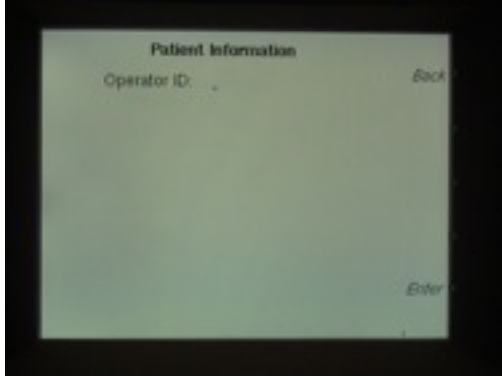 Patient Information
Operator ID:
Back
Enter